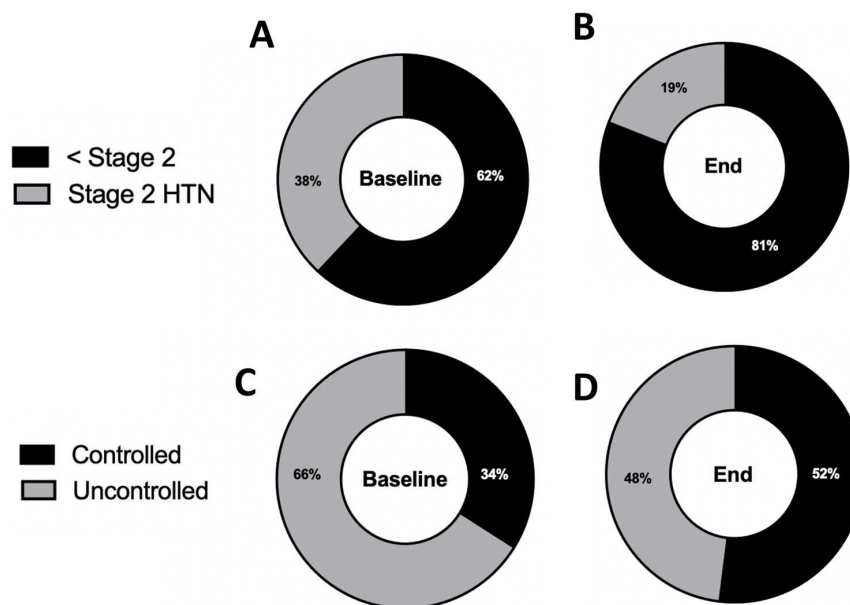 A
B
< Stage 2
Stage 2 HTN
38%
Baseline
62%
19%
End
81%
C
D
Controlled
Uncontrolled
66%
Baseline
34%
48%
End
52%